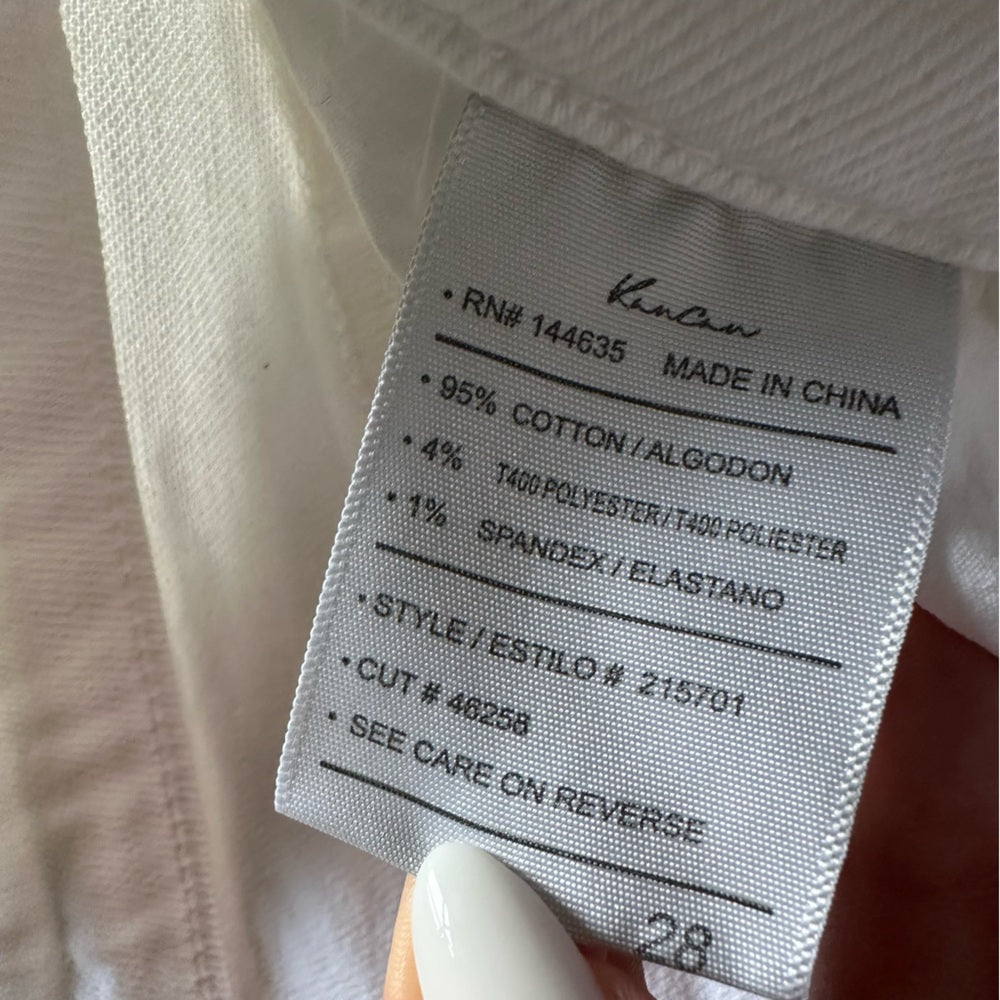 KanCan
• RN# 144635 MADE IN CHINA
• 95% COTTON / ALGODON
• 4% T400 POLYESTER / T400 POLIESTER
• 1% SPANDEX / ELASTANO
• STYLE / ESTILO # 215701
• CUT # 46258
• SEE CARE ON REVERSE
28